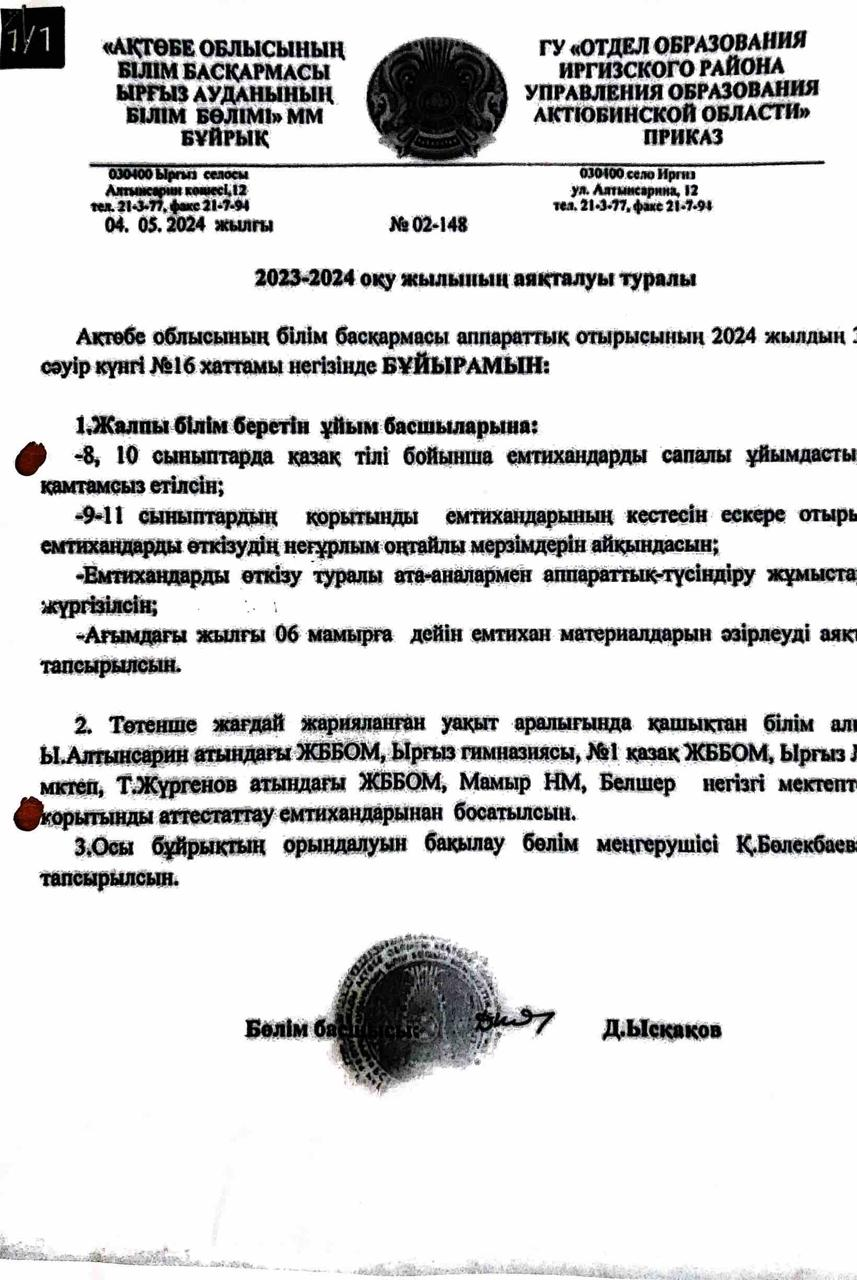 1/1
«АҚТӨБЕ ОБЛЫСЫНЫҢ
БІЛІМ БАСҚАРМАСЫ
ЫРҒЫЗ АУДАНЫНЫҢ
БІЛІМ БӨЛІМІ» ММ
БҰЙРЫҚ
ГУ «ОТДЕЛ ОБРАЗОВАНИЯ
ИРГИЗСКОГО РАЙОНА
УПРАВЛЕНИЯ ОБРАЗОВАНИЯ
АКТЮБИНСКОЙ ОБЛАСТИ»
ПРИКАЗ
030400 Ырғыз селосы
Алтынсарин көшесі,12
тел. 21-3-77, факс 21-7-94
030400 село Иргиз
ул. Алтынсарина, 12
тел. 21-3-77, факс 21-7-94
04. 05. 2024 жылғы № 02-148
2023-2024 оқу жылының аяқталуы туралы
Ақтөбе облысының білім басқармасы аппараттық отырысының 2024 жылдың
сәуір күнгі №16 хаттамы негізінде БҰЙЫРАМЫН:
1.Жалпы білім беретін ұйым басшыларына:
-8, 10 сыныптарда қазақ тілі бойынша емтихандарды сапалы ұйымдасты
қамтамсыз етілсін;
-9-11 сыныптардың қорытынды емтихандарының кестесін ескере отыры
емтихандарды өткізудің неғұрлым оңтайлы мерзімдерін айқындасын;
-Емтихандарды өткізу туралы ата-аналармен аппараттық-түсіндіру жұмыста
жүргізілсін;
-Ағымдағы жылғы 06 мамырға дейін емтихан материалдарын әзірлеуді аяқт
тапсырылсын.
2. Төтенше жағдай жарияланған уақыт аралығында қашықтан білім алғ
Ы.Алтынсарин атындағы ЖББОМ, Ырғыз гимназиясы, №1 қазақ ЖББОМ, Ырғыз
мктеп, Т.Жүргенов атындағы ЖББОМ, Мамыр НМ, Белшер негізгі мектепт
қорытынды аттестаттау емтихандарынан босатылсын.
3.Осы бұйрықтың орындалуын бақылау бөлім меңгерушісі Қ.Бөлекбаев
тапсырылсын.
Бөлім басшысы: Д.Ысқақов